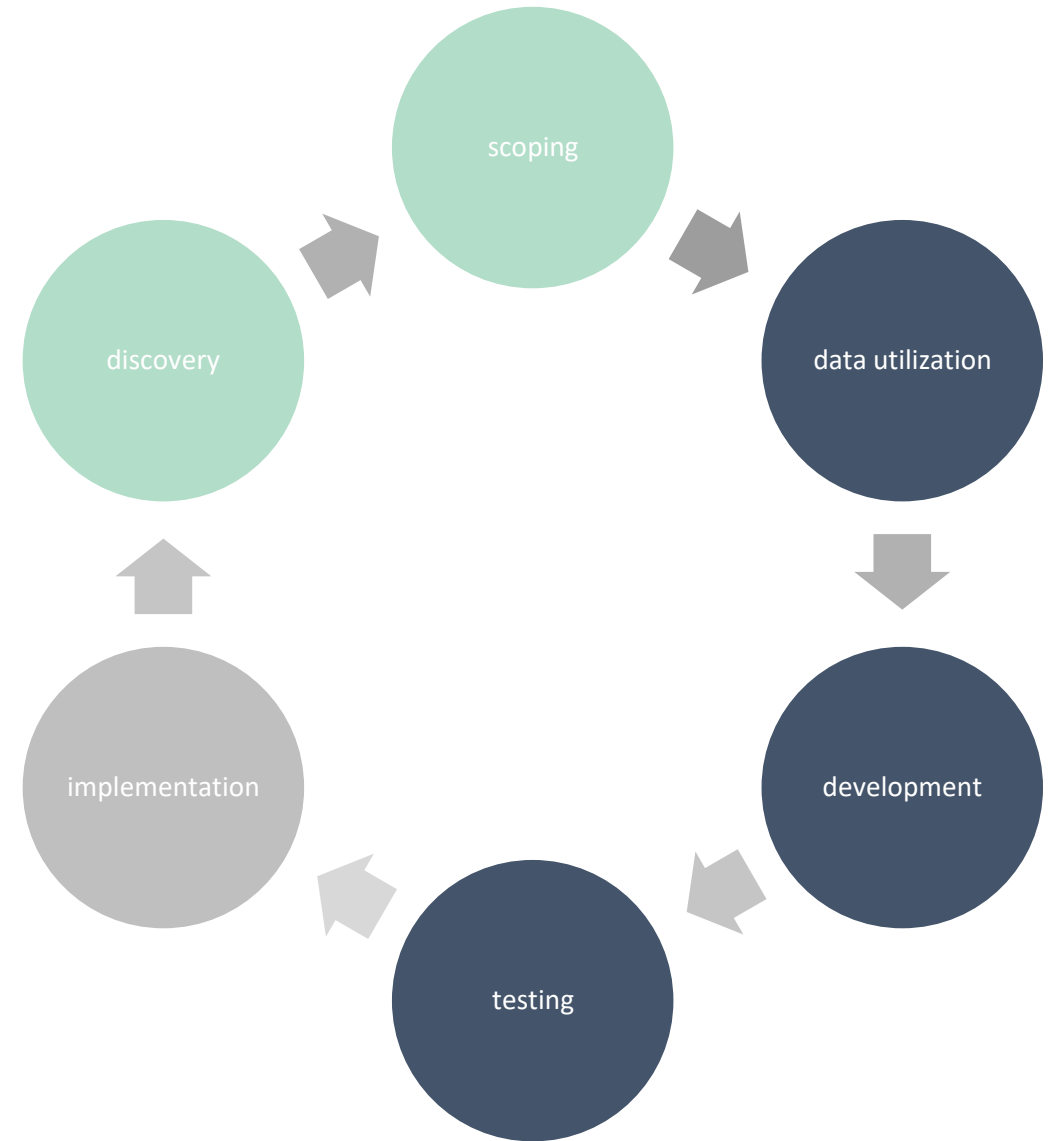 scoping
data utilization
development
testing
implementation
discovery